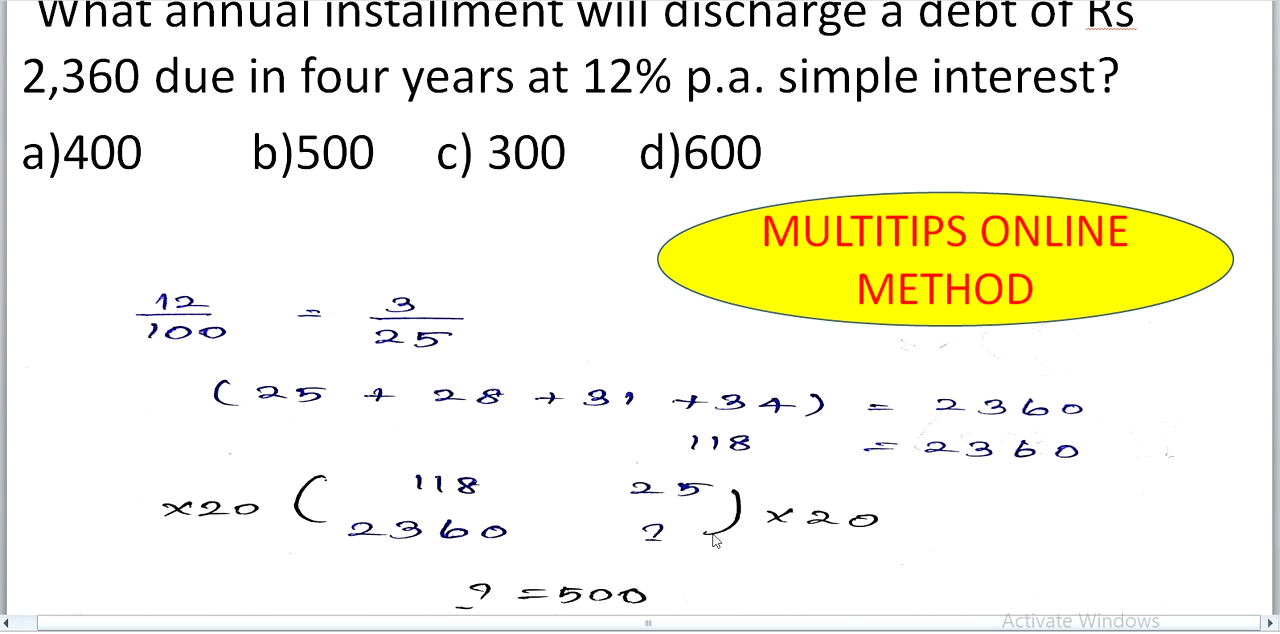 What annual installment will discharge a debt of Rs
2,360 due in four years at 12% p.a. simple interest?
a)400 b)500 c) 300 d)600
MULTITIPS ONLINE
METHOD
12/100 = 3/25
(25 + 28 + 31 + 34) = 2360
118 = 2360
118 25
×20 ( ) ×20
2360 ?
? = 500
Activate Windows